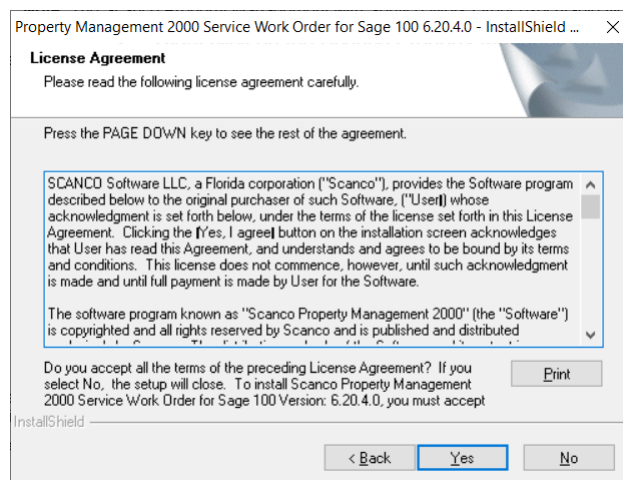 Property Management 2000 Service Work Order for Sage 100 6.20.4.0 - InstallShield ...
License Agreement
Please read the following license agreement carefully.
Press the PAGE DOWN key to see the rest of the agreement.
SCANCO Software LLC, a Florida corporation ("Scanco"), provides the Software program
described below to the original purchaser of such Software, ("User|) whose
acknowledgment is set forth below, under the terms of the license set forth in this License
Agreement.  Clicking the |Yes, I agree| button on the installation screen acknowledges
that User has read this Agreement, and understands and agrees to be bound by its terms
and conditions.  This license does not commence, however, until such acknowledgment
is made and until full payment is made by User for the Software.
The software program known as "Scanco Property Management 2000" (the "Software")
is copyrighted and all rights reserved by Scanco and is published and distributed
Do you accept all the terms of the preceding License Agreement?  If you
select No,  the setup will close.  To install Scanco Property Management
2000 Service Work Order for Sage 100 Version: 6.20.4.0, you must accept
Print
InstallShield
< Back
Yes
No